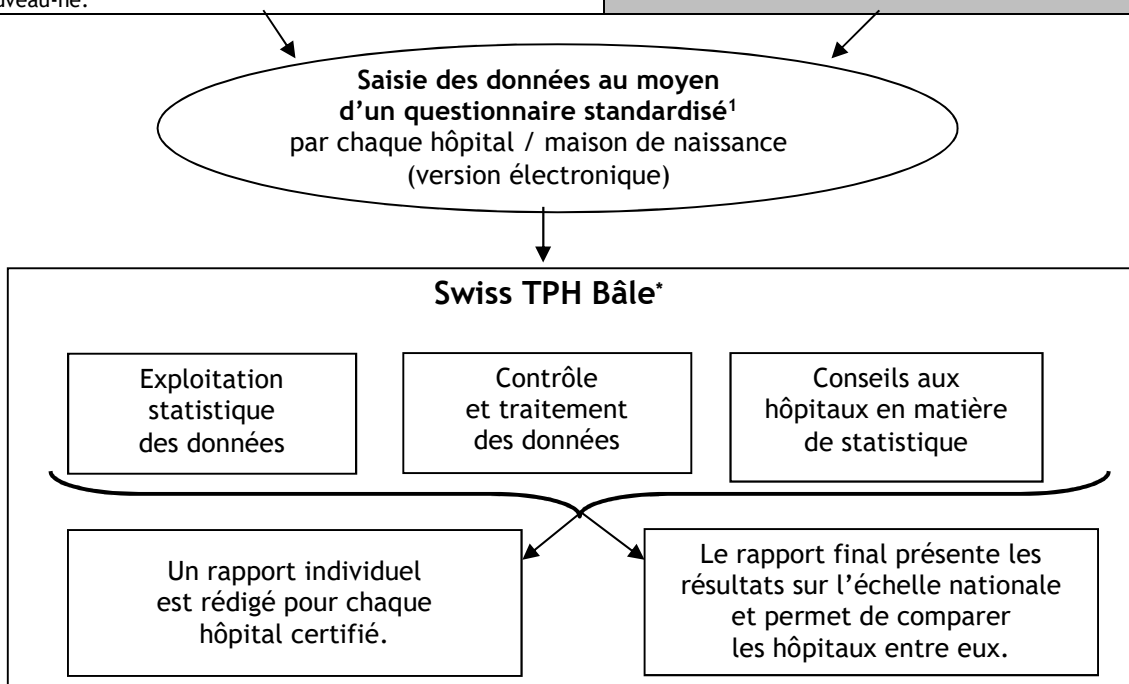 Saisie des données au moyen
d'un questionnaire standardisé¹
par chaque hôpital / maison de naissance
(version électronique)
Swiss TPH Bâle*
Exploitation
statistique
des données
Contrôle
et traitement
des données
Conseils aux
hôpitaux en matière
de statistique
Un rapport individuel
est rédigé pour chaque
hôpital certifié.
Le rapport final présente les
résultats sur l'échelle nationale
et permet de comparer
les hôpitaux entre eux.